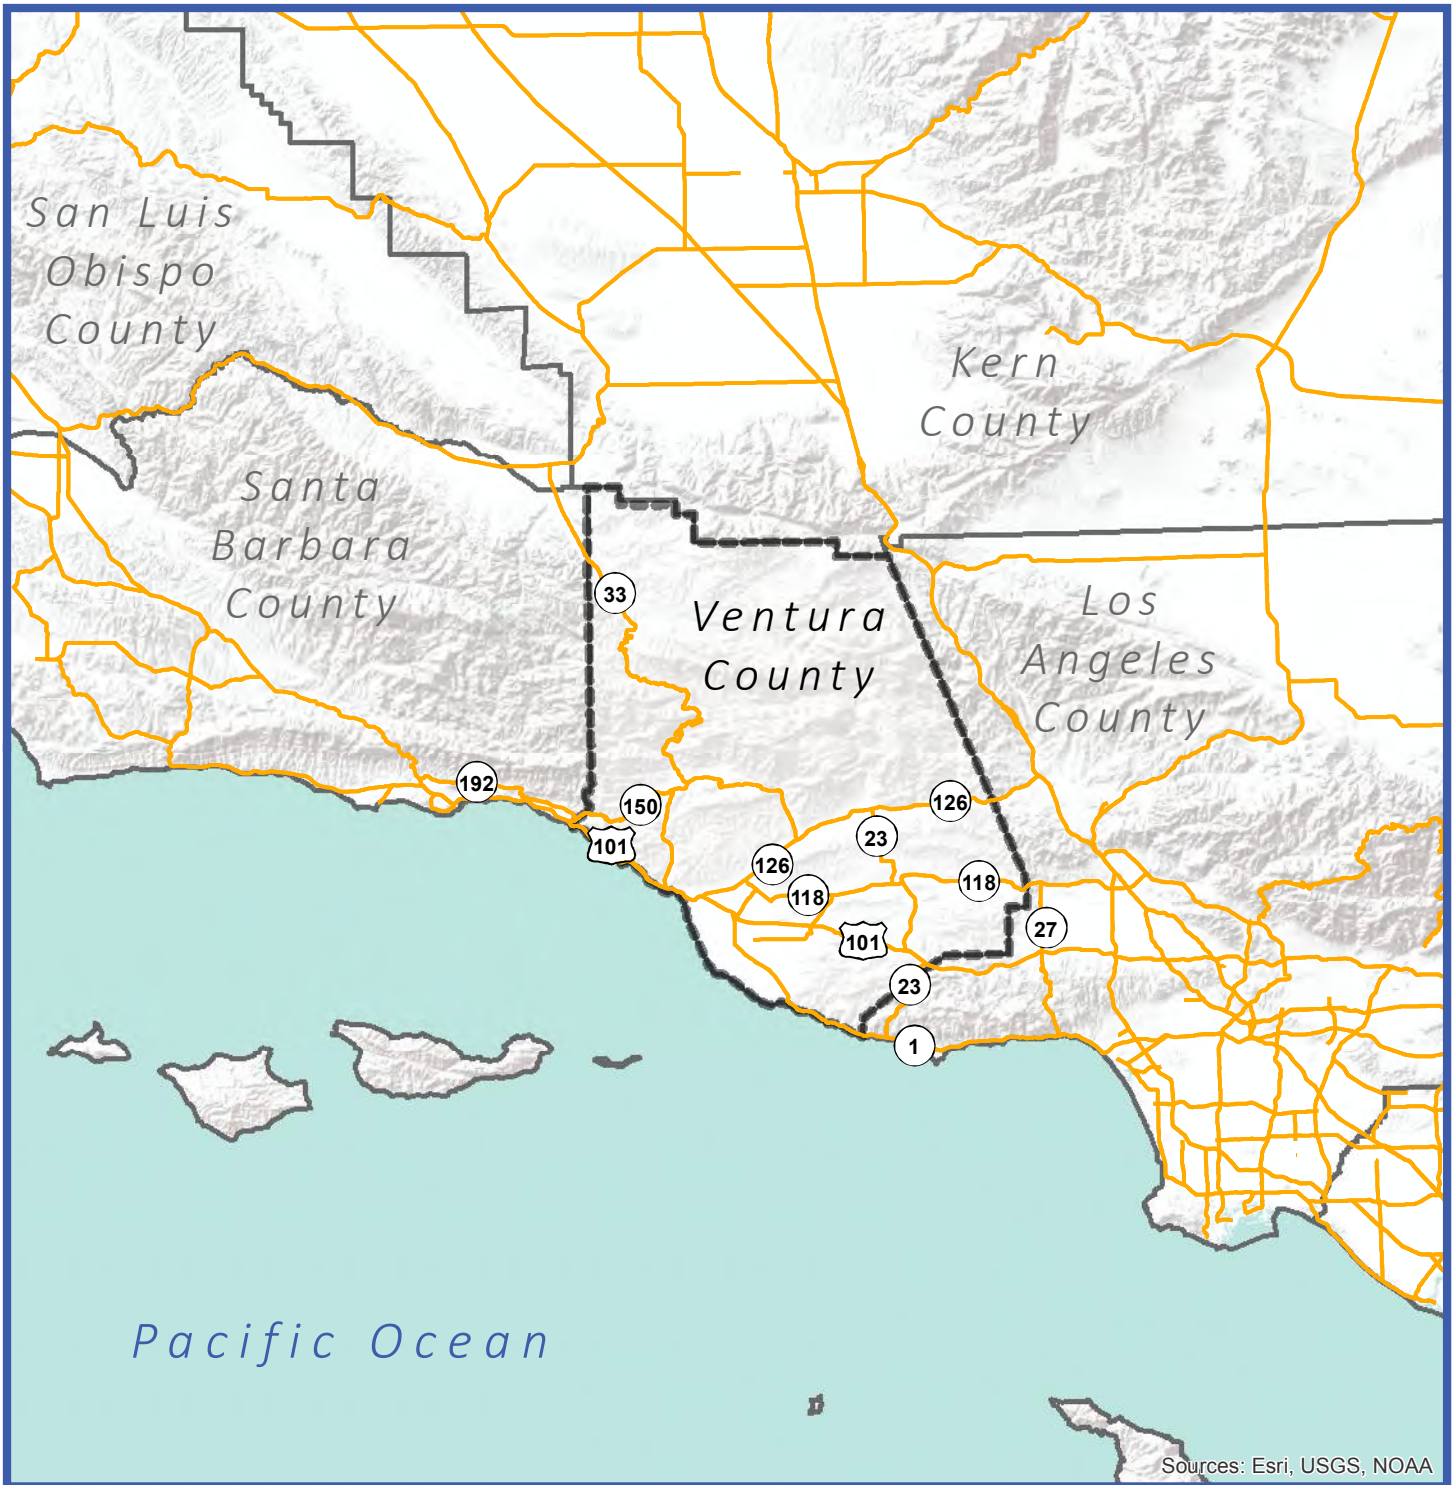 San Luis
Obispo
County
Kern
County
Santa
Barbara
County
33
Ventura
County
Los
Angeles
County
192
150
126
101
23
126
118
118
27
101
23
1
Pacific Ocean
Sources: Esri, USGS, NOAA